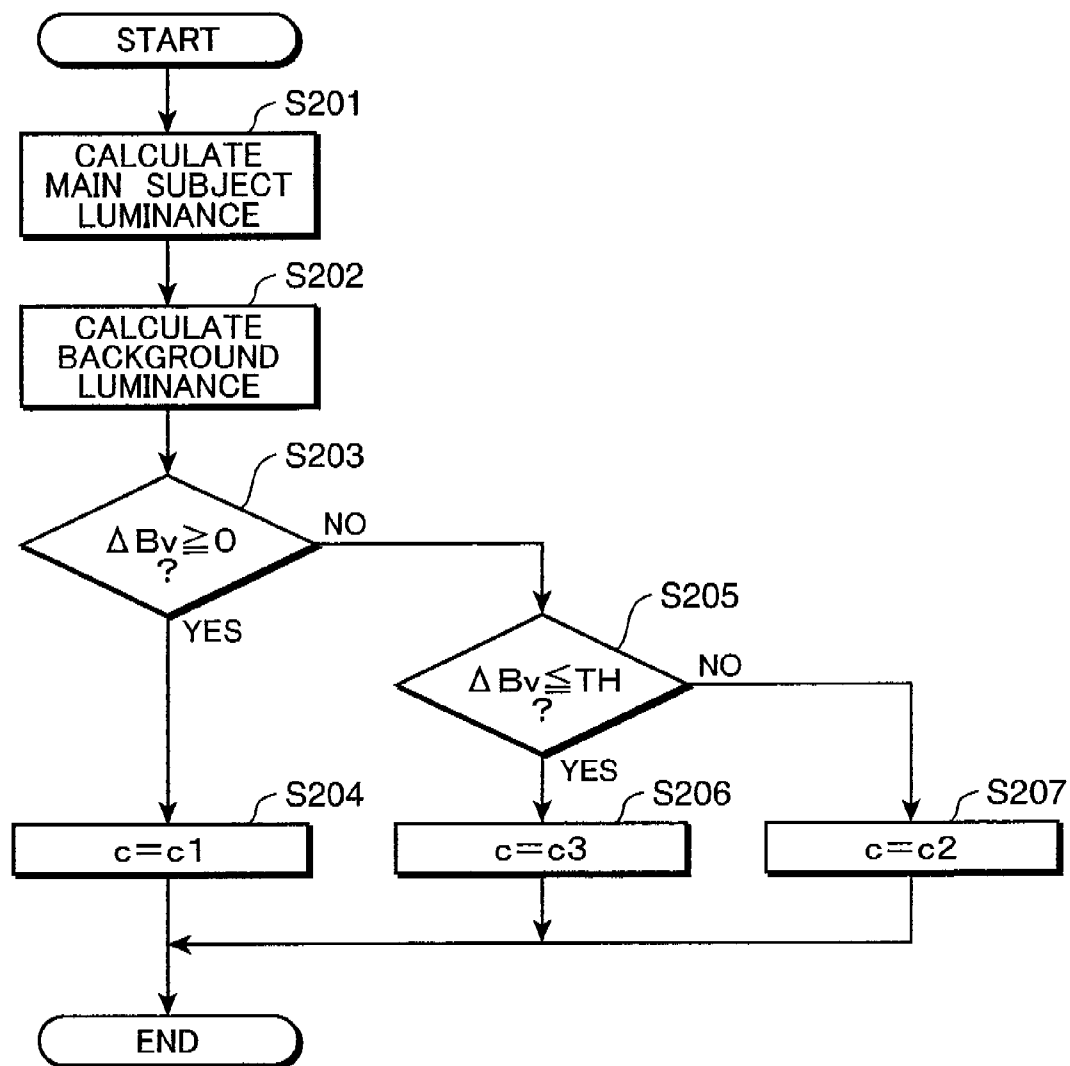 START
S201
CALCULATE
MAIN SUBJECT
LUMINANCE
S202
CALCULATE
BACKGROUND
LUMINANCE
S203
ΔBv≧0
?
NO
YES
S205
ΔBv≦TH
?
NO
YES
S204
c=c1
S206
c=c3
S207
c=c2
END